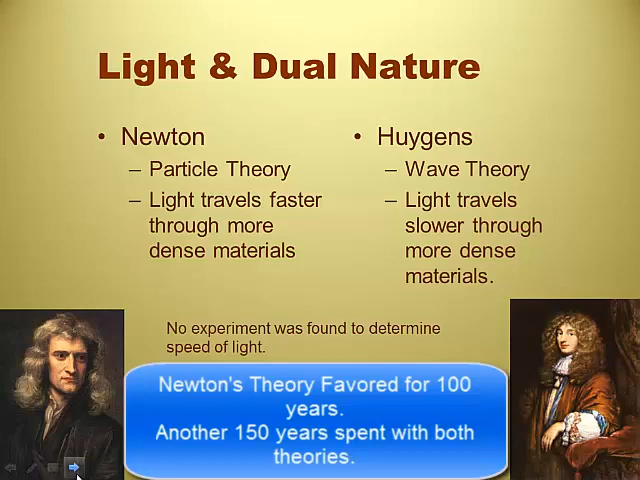 Light & Dual Nature
• Newton
– Particle Theory
– Light travels faster
through more
dense materials
• Huygens
– Wave Theory
– Light travels
slower through
more dense
materials.
No experiment was found to determine
speed of light.
Newton's Theory Favored for 100
years.
Another 150 years spent with both
theories.